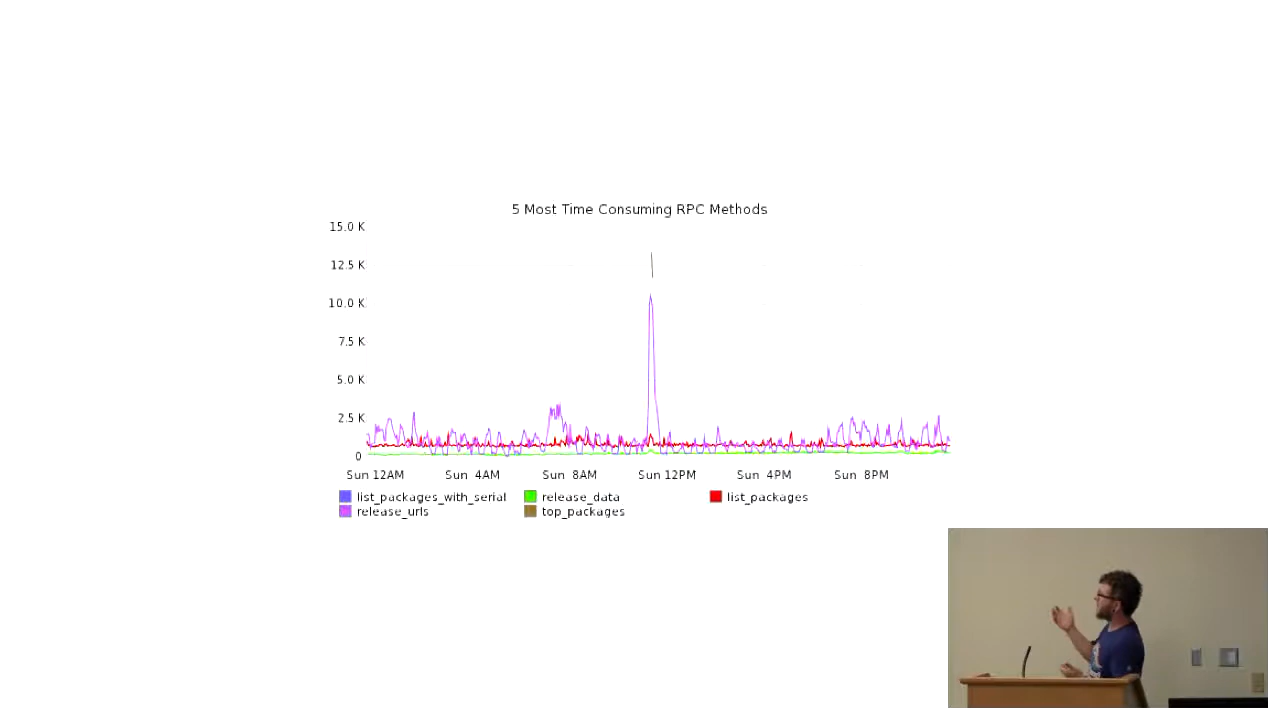 5 Most Time Consuming RPC Methods
15.0 K
12.5 K
10.0 K
7.5 K
5.0 K
2.5 K
0
Sun 12AM Sun 4AM Sun 8AM Sun 12PM Sun 4PM Sun 8PM
list_packages_with_serial release_data list_packages
release_urls top_packages